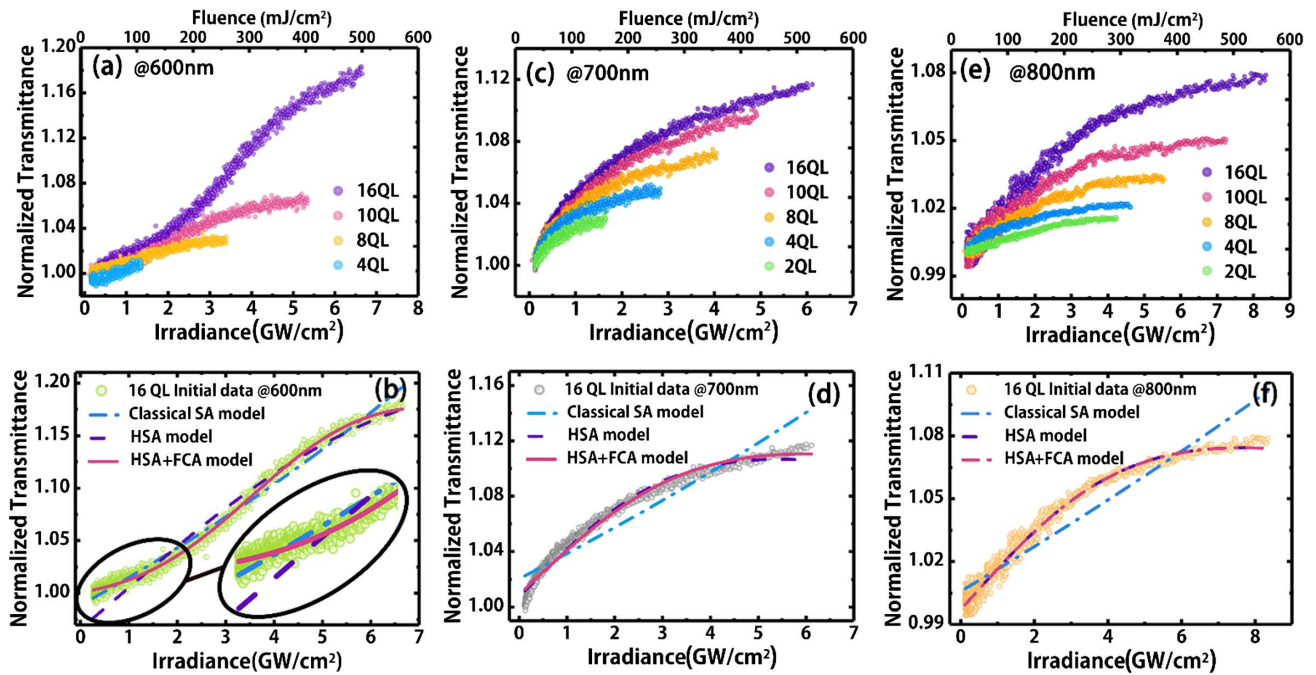 Fluence (mJ/cm²)
0 100 200 300 400 500 600
(a) @600nm
Normalized Transmittance
1.20
1.16
1.12
1.08
1.04
1.00
16QL
10QL
8QL
4QL
0 1 2 3 4 5 6 7 8
Irradiance(GW/cm²)
Fluence (mJ/cm²)
0 100 200 300 400 500 600
(c) @700nm
Normalized Transmittance
1.12
1.08
1.04
1.00
16QL
10QL
8QL
4QL
2QL
0 1 2 3 4 5 6 7
Irradiance(GW/cm²)
Fluence (mJ/cm²)
0 100 200 300 400 500 600
(e) @800nm
Normalized Transmittance
1.08
1.05
1.02
0.99
16QL
10QL
8QL
4QL
2QL
0 1 2 3 4 5 6 7 8 9
Irradiance(GW/cm²)
(b)
Normalized Transmittance
1.20
1.15
1.10
1.05
1.00
16 QL Initial data @600nm
Classical SA model
HSA model
HSA+FCA model
0 1 2 3 4 5 6 7
Irradiance(GW/cm²)
(d)
Normalized Transmittance
1.16
1.12
1.08
1.04
1.00
16 QL Initial data @700nm
Classical SA model
HSA model
HSA+FCA model
0 1 2 3 4 5 6 7
Irradiance(GW/cm²)
(f)
Normalized Transmittance
1.11
1.08
1.05
1.02
0.99
16 QL Initial data @800nm
Classical SA model
HSA model
HSA+FCA model
0 2 4 6 8
Irradiance(GW/cm²)